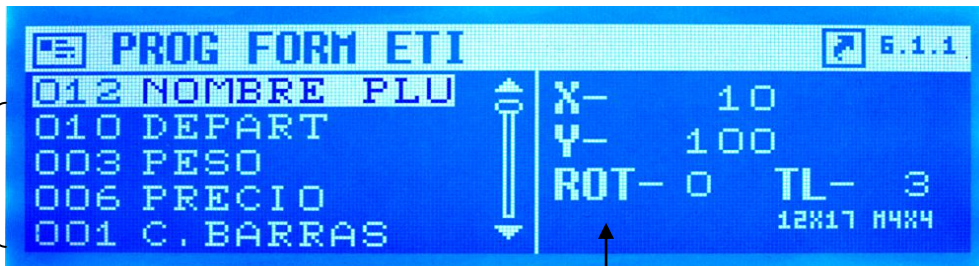 PROG FORM ETI 6.1.1
012 NOMBRE PLU
010 DEPART
003 PESO
006 PRECIO
001 C.BARRAS
X- 10
Y- 100
ROT- 0 TL- 3
12X17 M4X4